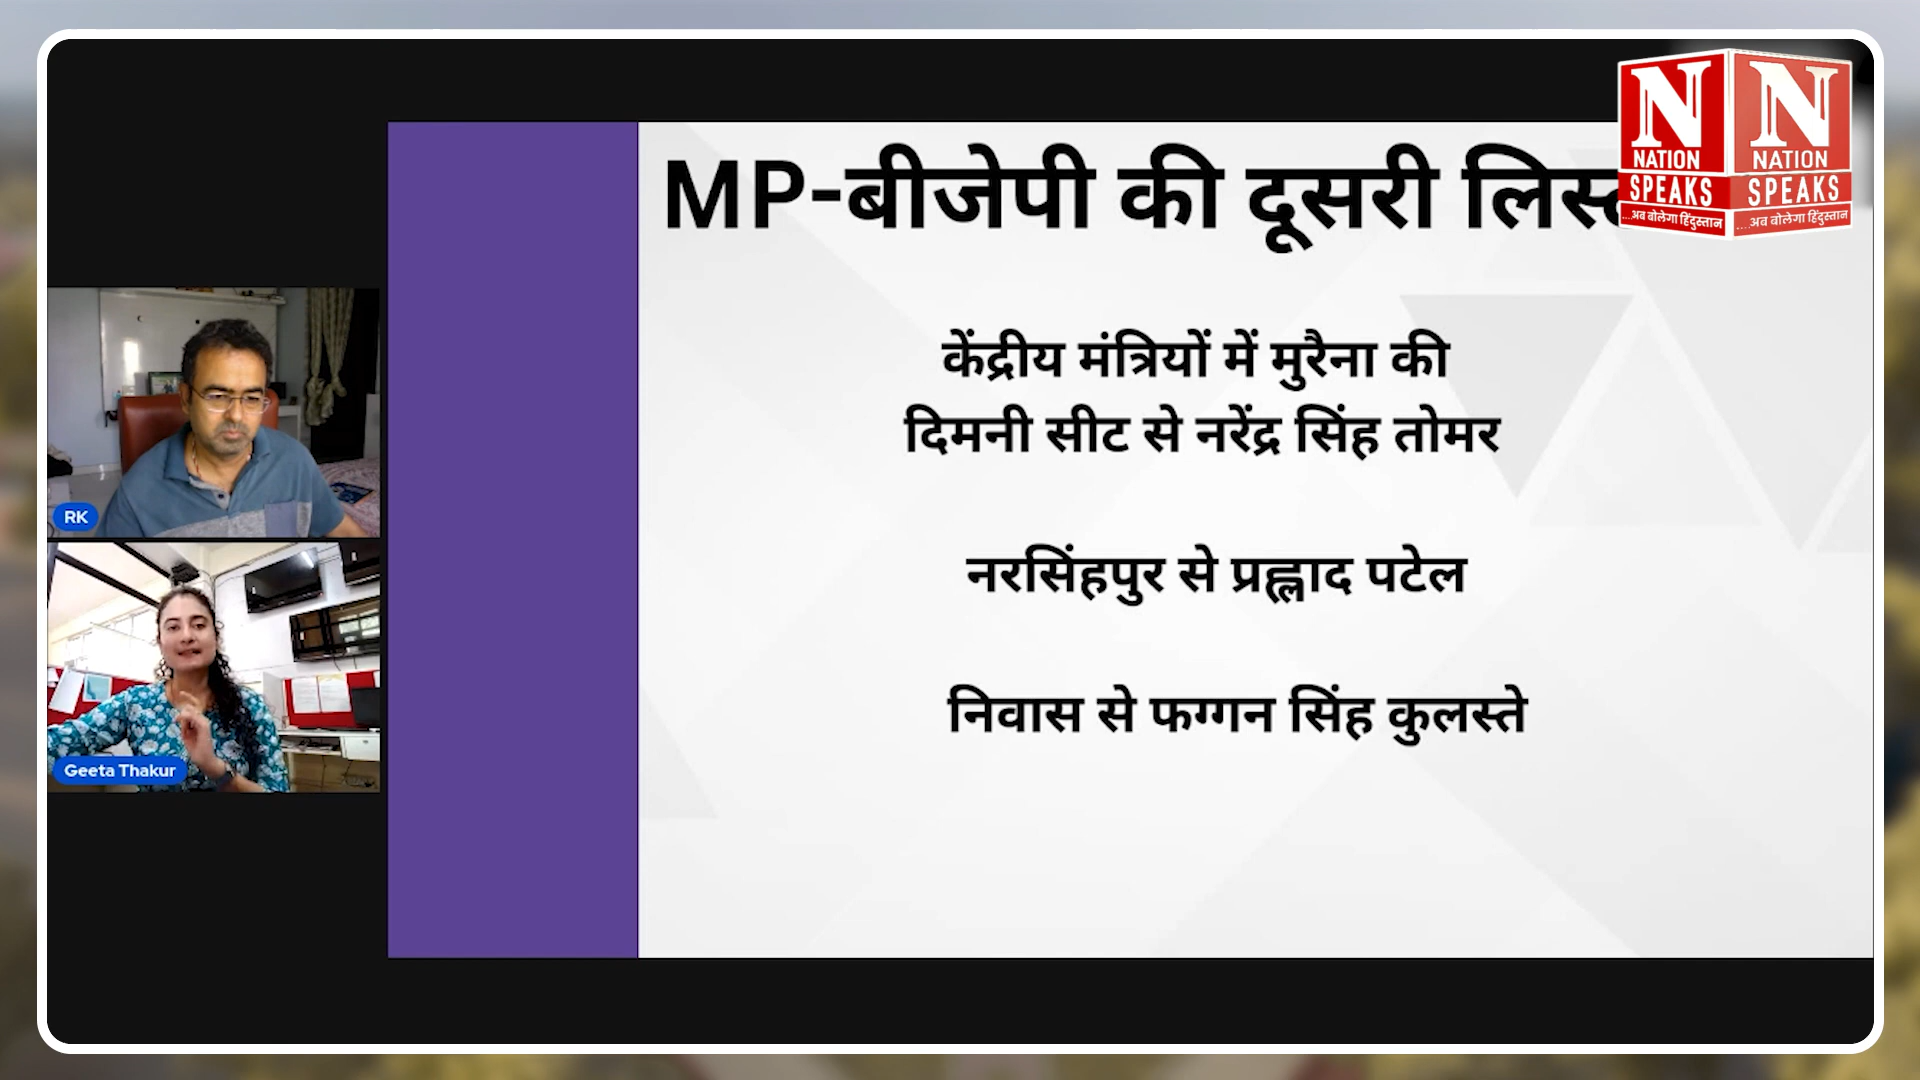 MP-बीजेपी की दूसरी लिस्ट
केंद्रीय मंत्रियों में मुरैना की
दिमनी सीट से नरेंद्र सिंह तोमर
नरसिंहपुर से प्रह्लाद पटेल
निवास से फग्गन सिंह कुलस्ते
RK
Geeta Thakur
N N
NATION NATION
SPEAKS SPEAKS
...अब बोलेगा हिंदुस्तान ....अब बोलेगा हिंदुस्तान